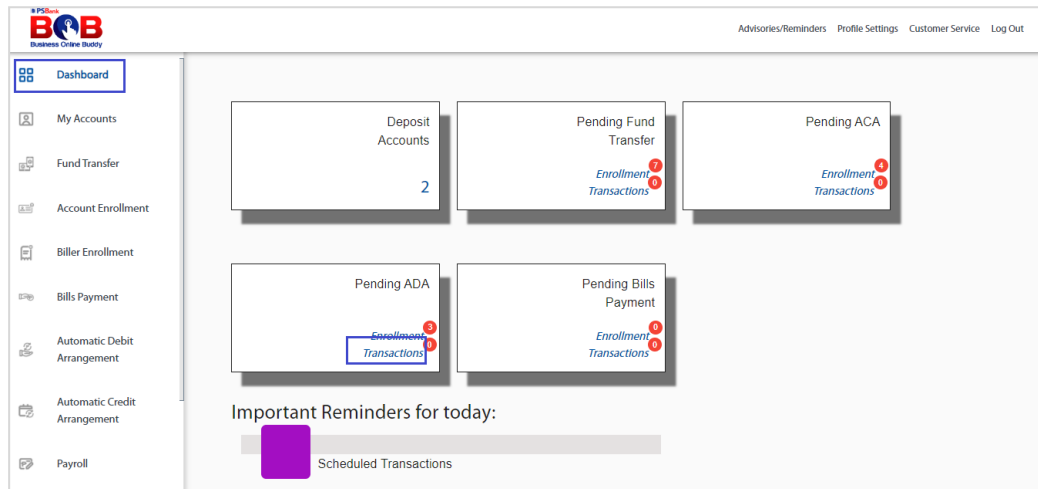 PSBank
BOB
Business Online Buddy
Advisories/Reminders Profile Settings Customer Service Log Out
Dashboard
My Accounts
Fund Transfer
Account Enrollment
Biller Enrollment
Bills Payment
Automatic Debit
Arrangement
Automatic Credit
Arrangement
Payroll
Deposit
Accounts
2
Pending Fund
Transfer
Enrollment 7
Transactions 0
Pending ACA
Enrollment 4
Transactions 0
Pending ADA
Enrollment 3
Transactions 0
Pending Bills
Payment
Enrollment 0
Transactions 0
Important Reminders for today:
Scheduled Transactions